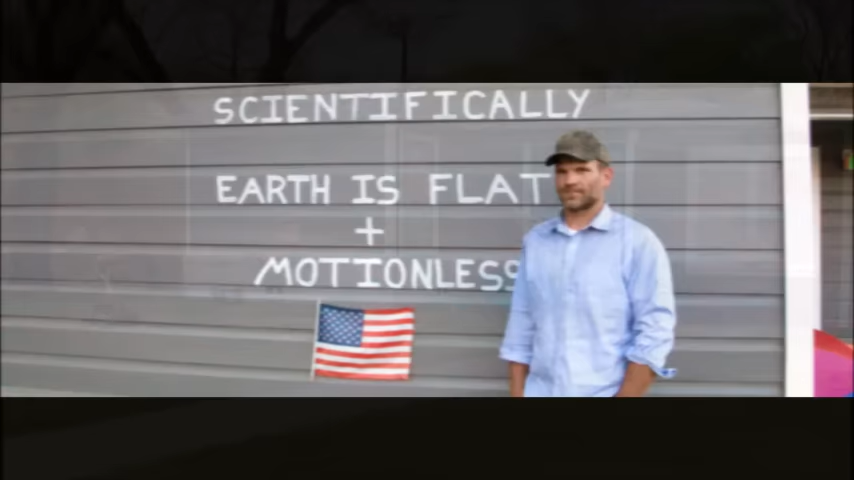 SCIENTIFICALLY
EARTH IS FLAT
+
MOTIONLESS